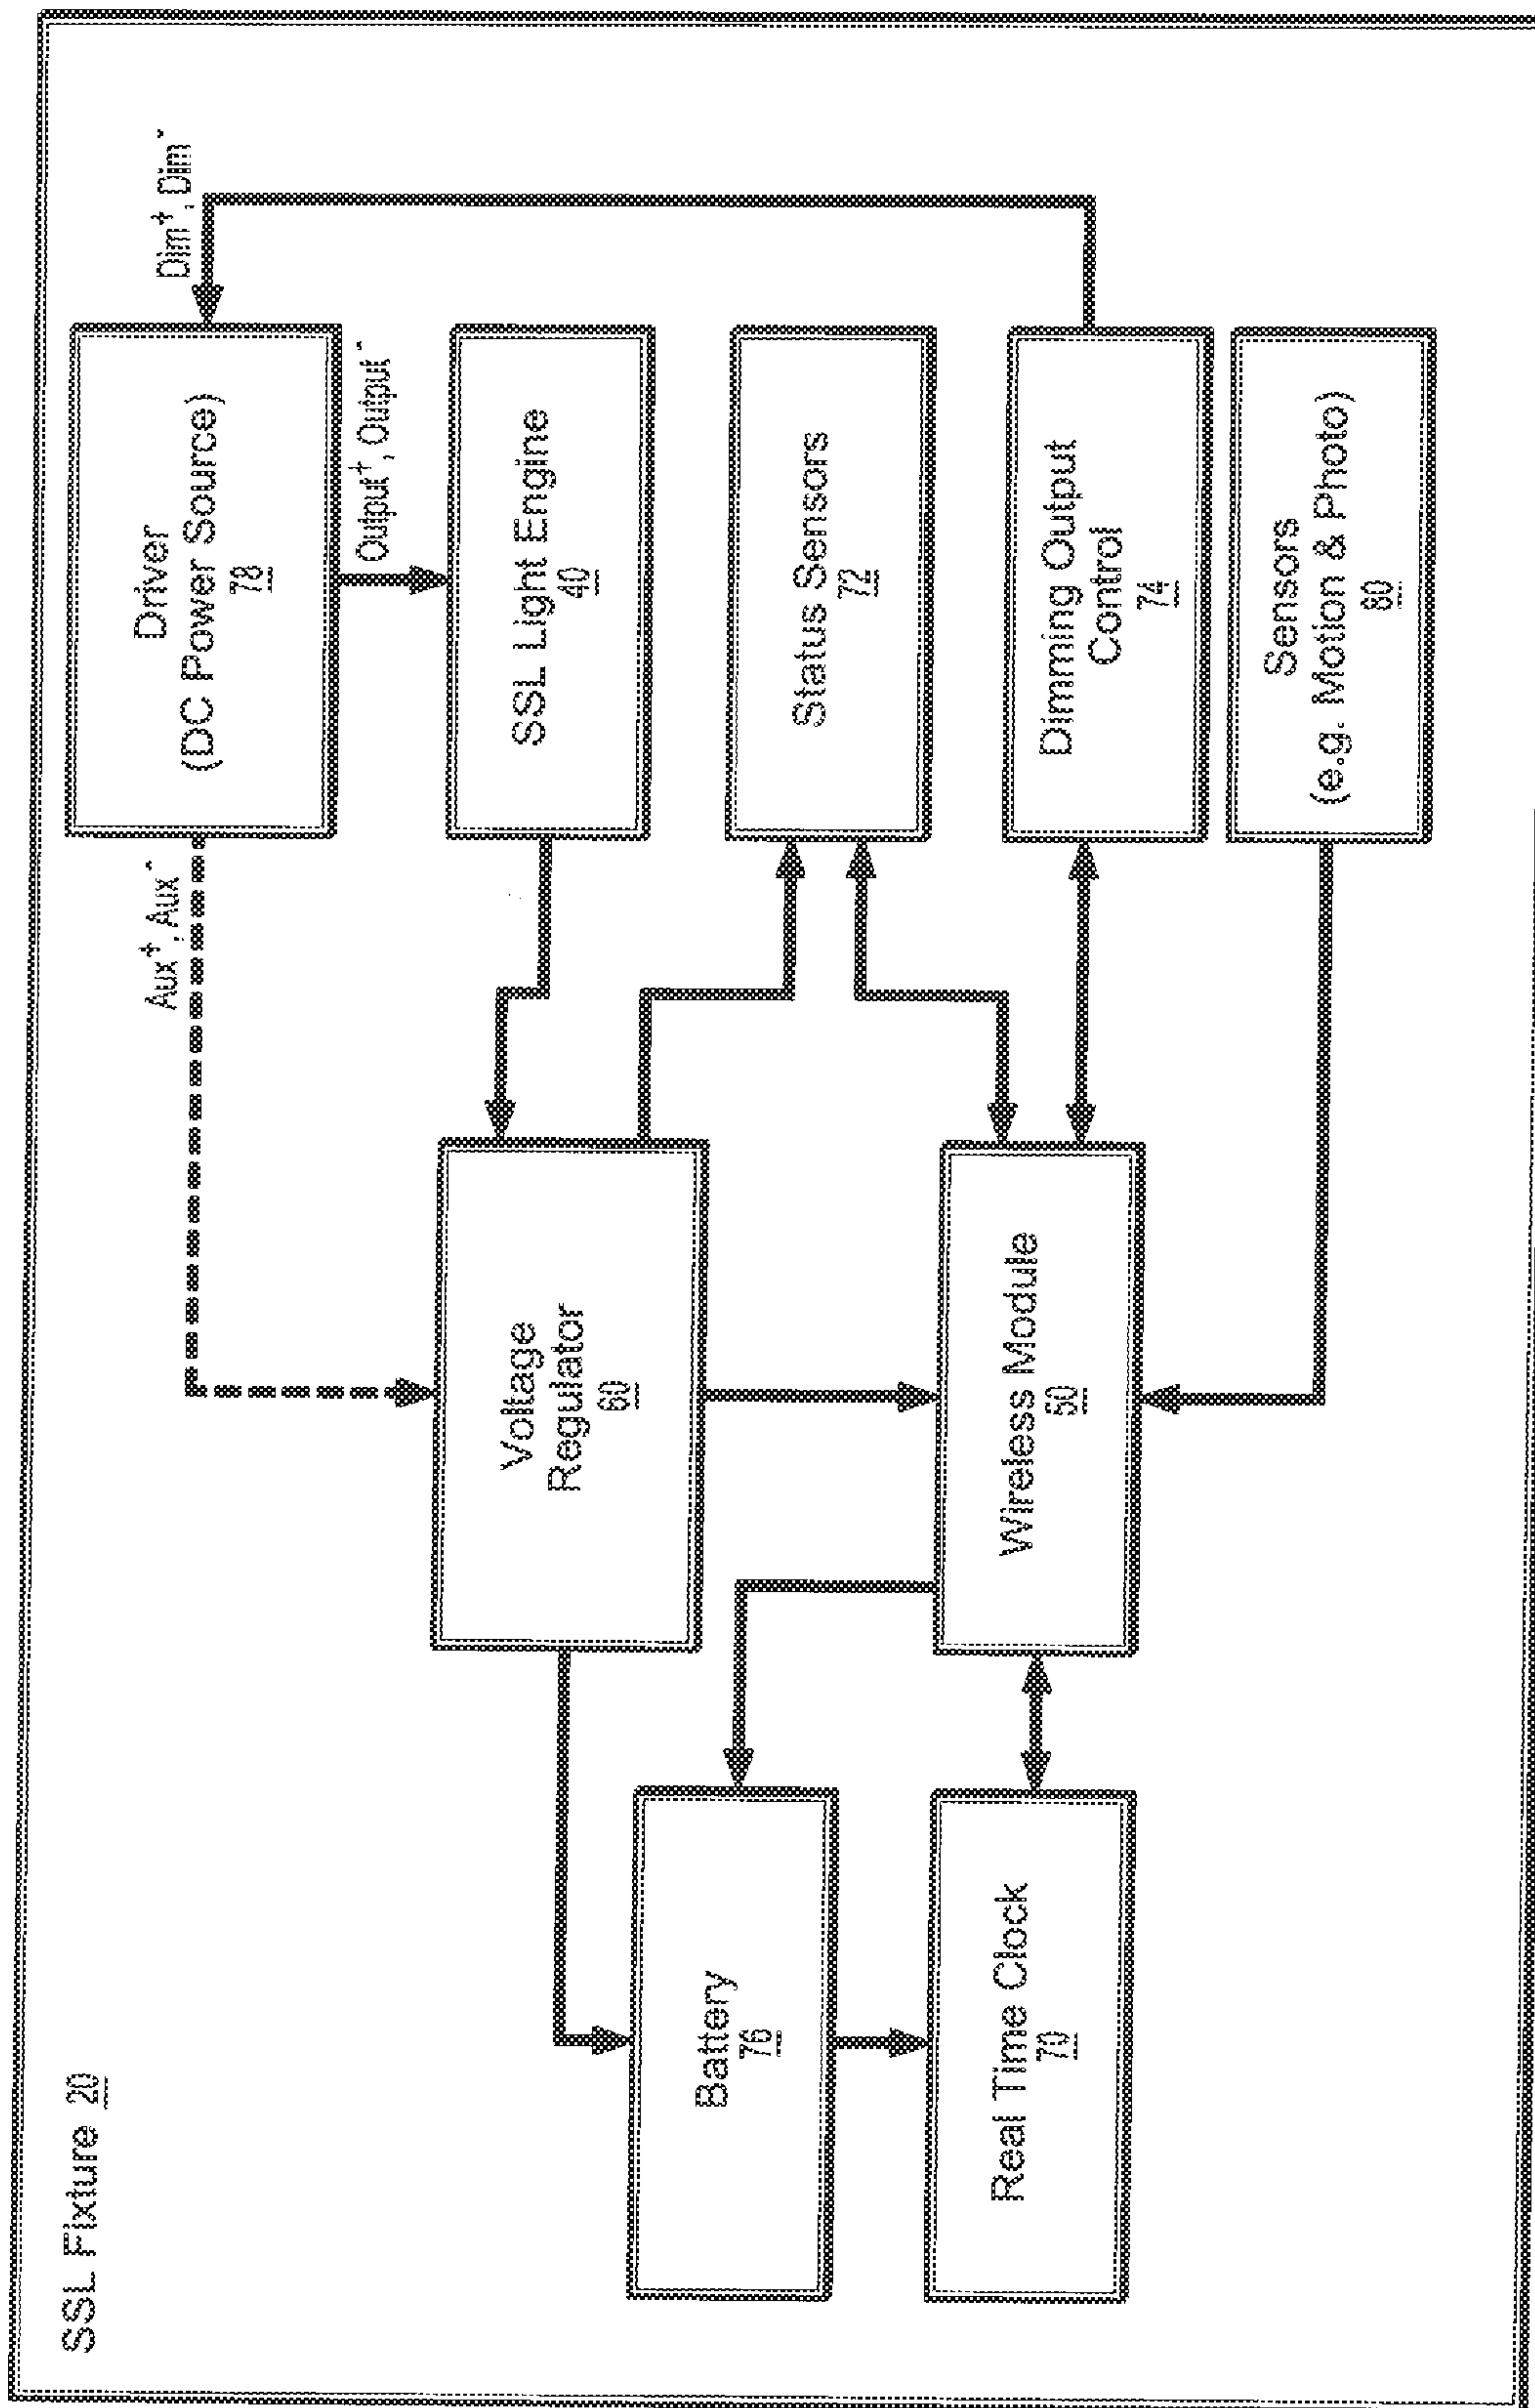 SSL Fixture 20
Driver
(DC Power Source)
78
Dim+, Dim-
Aux+, Aux-
Output+, Output-
SSL Light Engine
40
Voltage
Regulator
60
Status Sensors
72
Battery
76
Wireless Module
50
Real Time Clock
70
Dimming Output
Control
74
Sensors
(e.g. Motion & Photo)
80